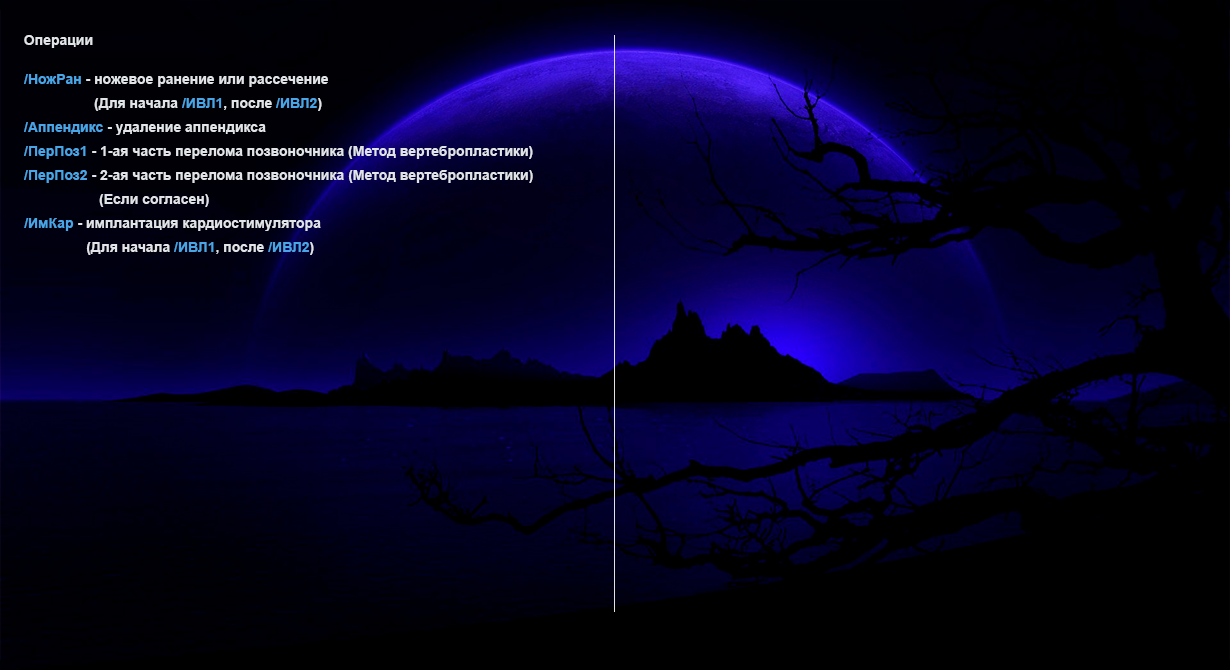 Операции
/НожРан - ножевое ранение или рассечение
(Для начала /ИВЛ1, после /ИВЛ2)
/Аппендикс - удаление аппендикса
/ПерПоз1 - 1-ая часть перелома позвоночника (Метод вертебропластики)
/ПерПоз2 - 2-ая часть перелома позвоночника (Метод вертебропластики)
(Если согласен)
/ИмКар - имплантация кардиостимулятора
(Для начала /ИВЛ1, после /ИВЛ2)